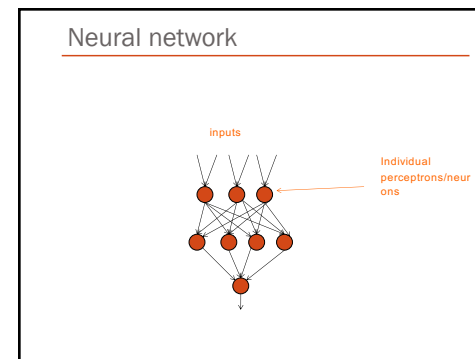 Neural network
inputs
Individual
perceptrons/neur
ons